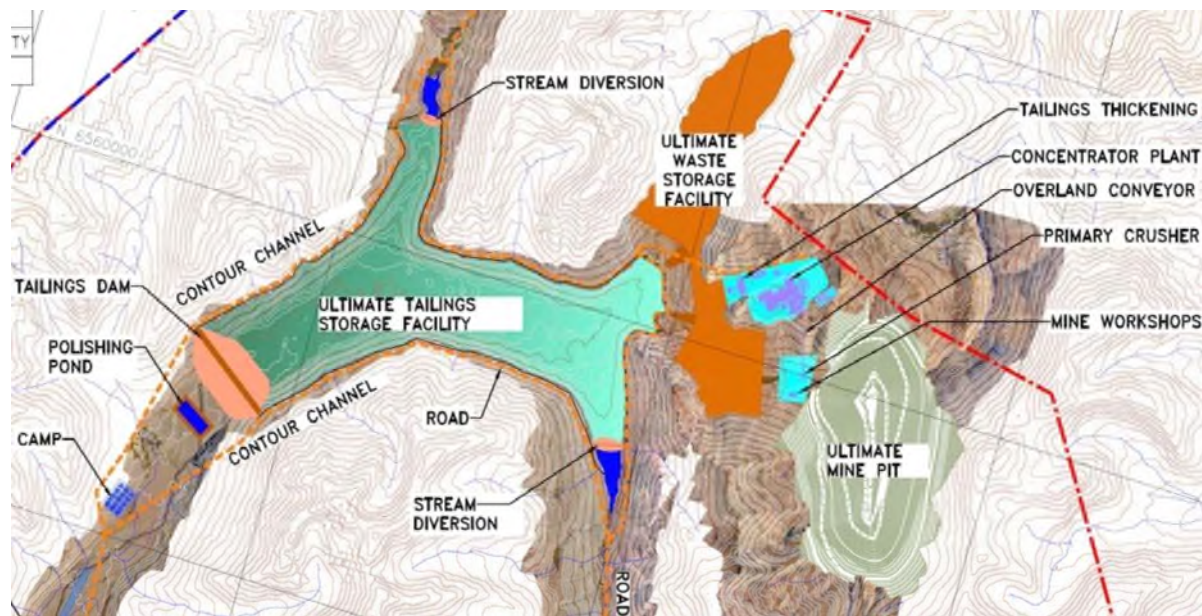 TY
STREAM DIVERSION
TAILINGS THICKENING
ULTIMATE
WASTE
STORAGE
FACILITY
CONCENTRATOR PLANT
OVERLAND CONVEYOR
PRIMARY CRUSHER
CONTOUR CHANNEL
TAILINGS DAM
ULTIMATE TAILINGS
STORAGE FACILITY
MINE WORKSHOPS
POLISHING
POND
ROAD
CONTOUR CHANNEL
CAMP
ULTIMATE
MINE PIT
STREAM
DIVERSION
ROAD